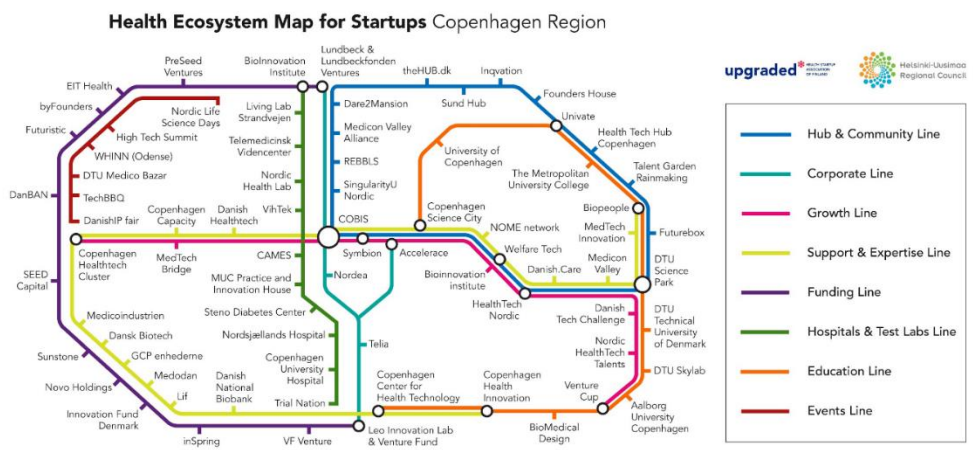 Health Ecosystem Map for Startups Copenhagen Region
upgraded
HEALTH STARTUP
ASSOCIATION
OF FINLAND
Helsinki-Uusimaa
Regional Council
Hub & Community Line
Corporate Line
Growth Line
Support & Expertise Line
Funding Line
Hospitals & Test Labs Line
Education Line
Events Line
PreSeed
Ventures
BioInnovation
Institute
Lundbeck &
Lundbeckfonden
Ventures
theHUB.dk
Inqvation
EIT Health
byFounders
Futuristic
DanBAN
SEED
Capital
Sunstone
Novo Holdings
Innovation Fund
Denmark
inSpring
VF Venture
Leo Innovation Lab
& Venture Fund
Nordic Life
Science Days
High Tech Summit
WHINN (Odense)
DTU Medico Bazar
TechBBQ
DanishIP fair
Living Lab
Strandvejen
Telemedicinsk
Videncenter
Nordic
Health Lab
VihTek
CAMES
MUC Practice and
Innovation House
Steno Diabetes Center
Nordsjællands Hospital
Copenhagen
University
Hospital
Trial Nation
Dare2Mansion
Medicon Valley
Alliance
REBBLS
SingularityU
Nordic
COBIS
Sund Hub
Founders House
Univate
Health Tech Hub
Copenhagen
Talent Garden
Rainmaking
University of
Copenhagen
The Metropolitan
University College
Biopeople
Futurebox
Copenhagen
Science City
NOME network
Welfare Tech
MedTech
Innovation
Danish.Care
Medicon
Valley
DTU
Science
Park
Copenhagen
Capacity
Danish
Healthtech
Copenhagen
Healthtech
Cluster
MedTech
Bridge
Symbion
Accelerace
Nordea
Telia
Bioinnovation
institute
HealthTech
Nordic
Danish
Tech Challenge
Nordic
HealthTech
Talents
Venture
Cup
DTU
Technical
University
of Denmark
DTU Skylab
Aalborg
University
Copenhagen
Medicoindustrien
Dansk Biotech
GCP enhederne
Medodan
Lif
Danish
National
Biobank
Copenhagen
Center for
Health Technology
Copenhagen
Health
Innovation
BioMedical
Design